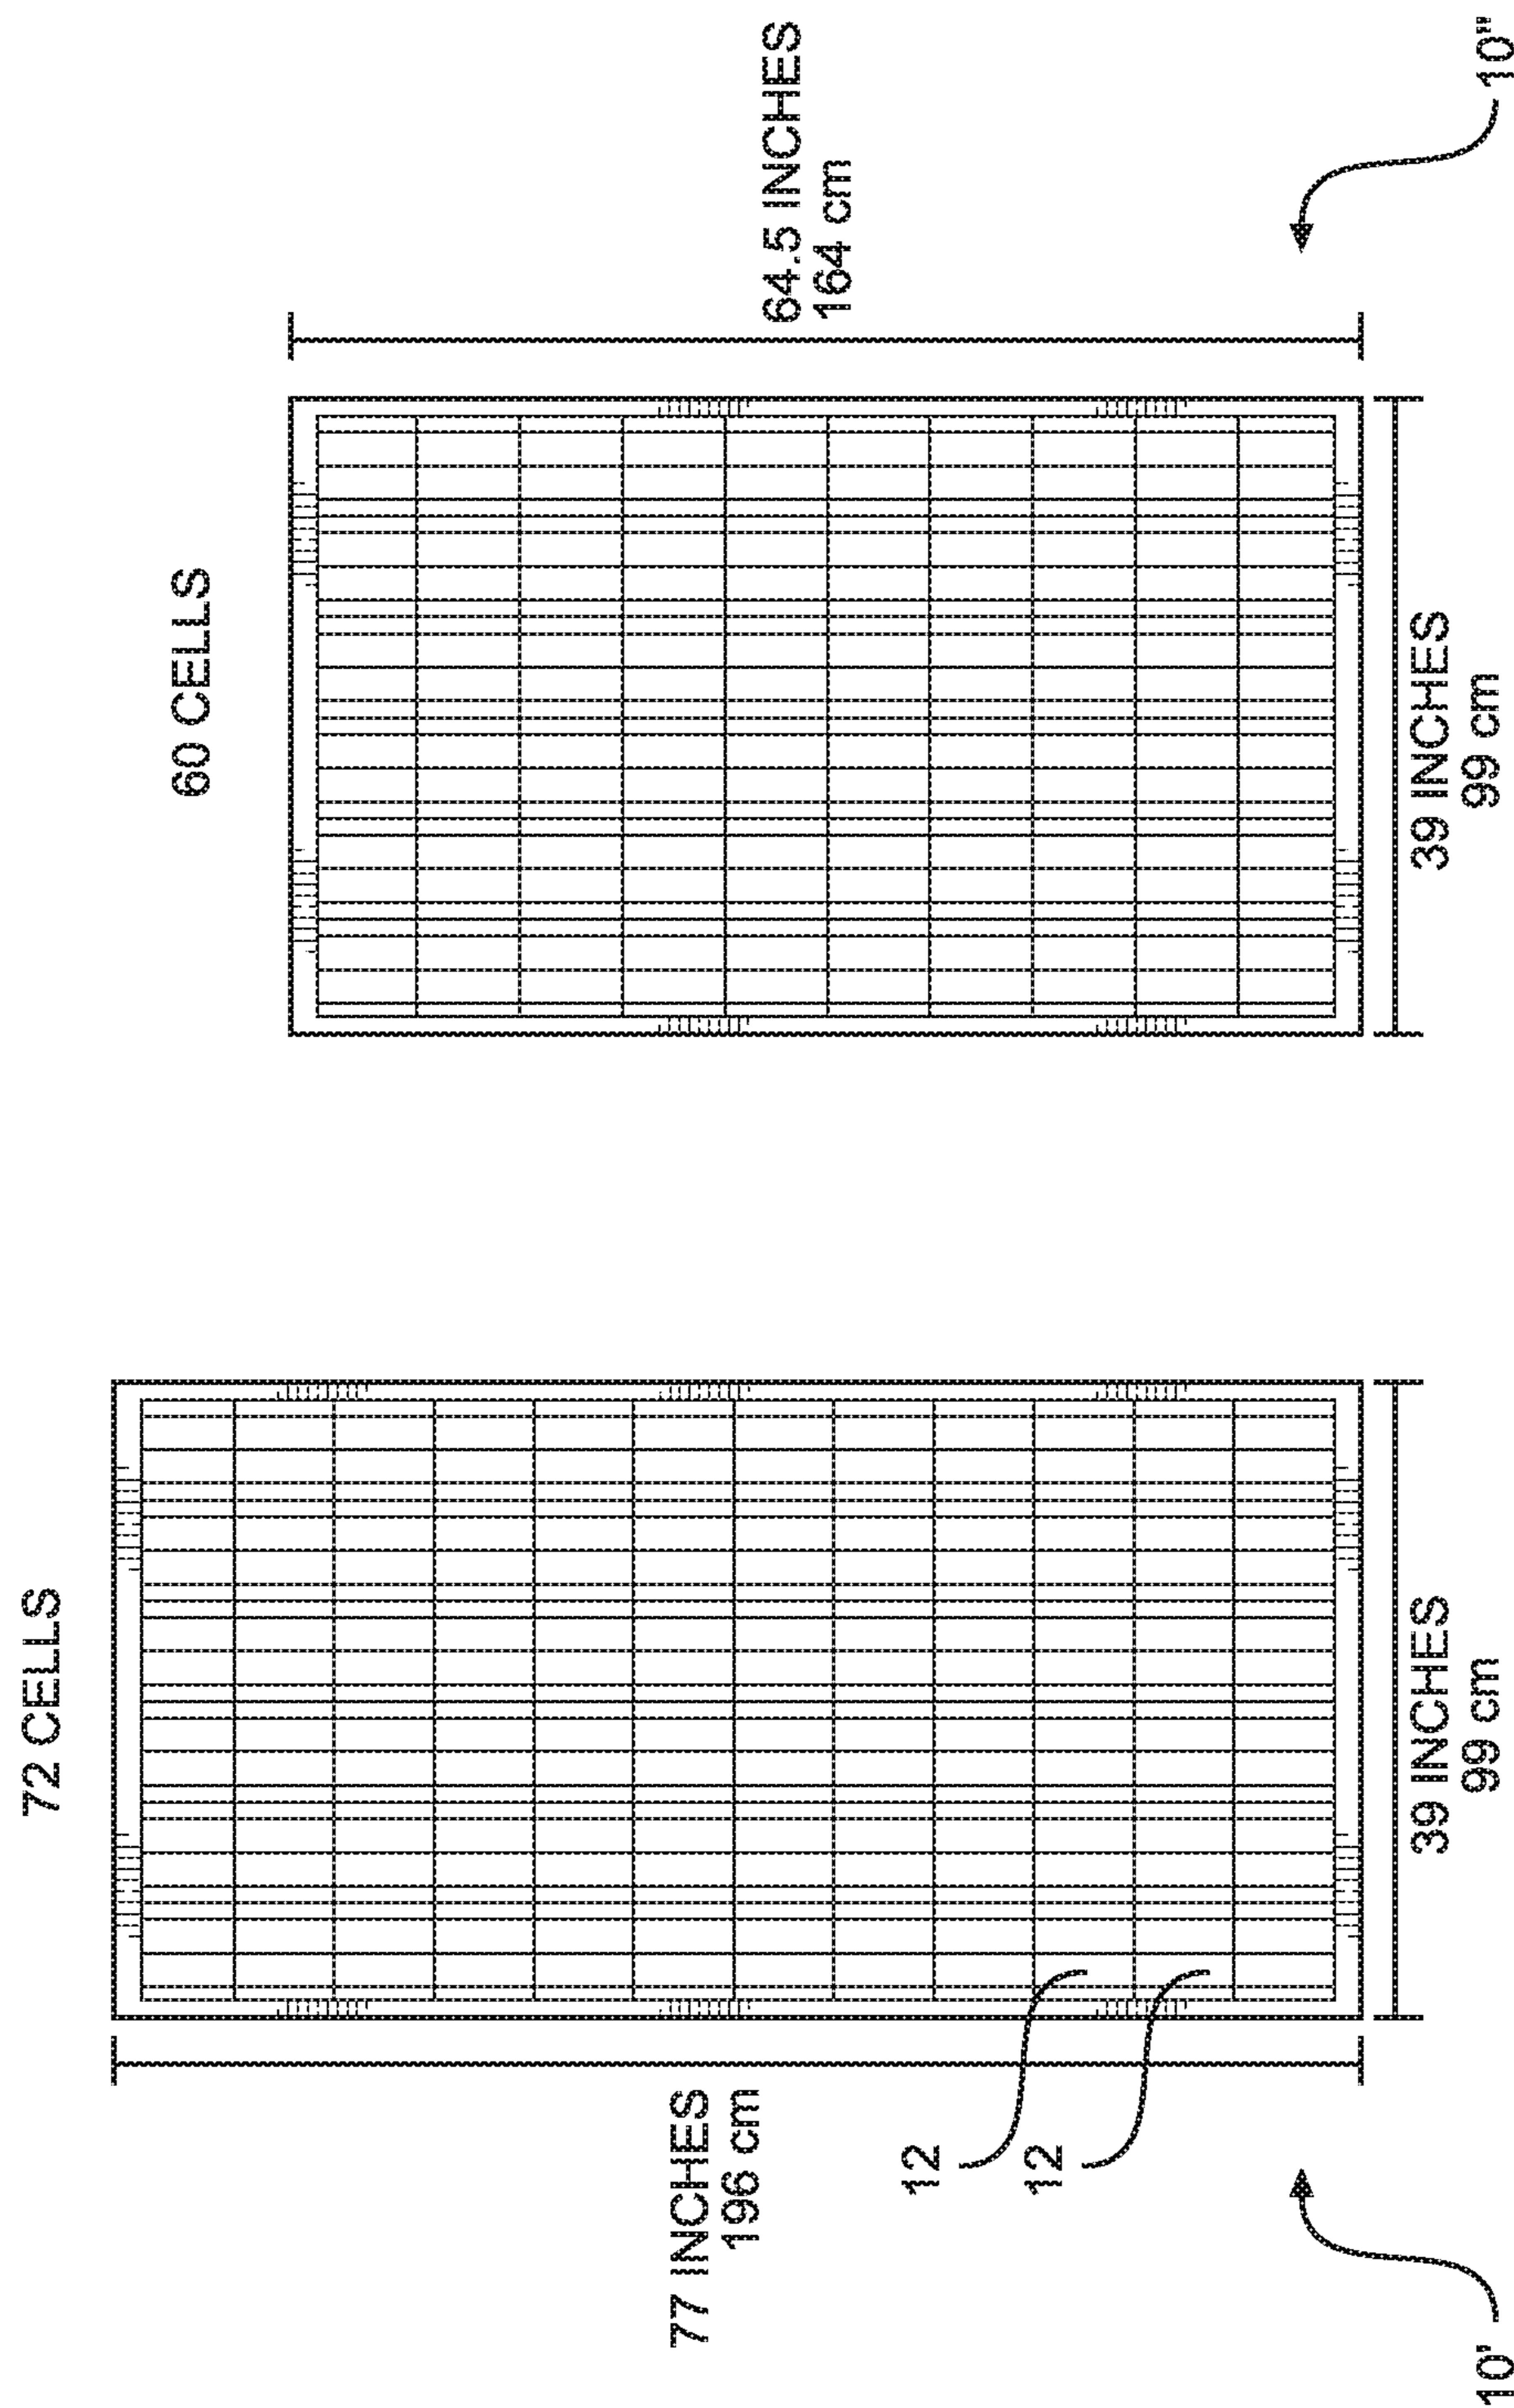 72 CELLS
77 INCHES
196 cm
12
12
39 INCHES
99 cm
10'
60 CELLS
64.5 INCHES
164 cm
39 INCHES
99 cm
10"